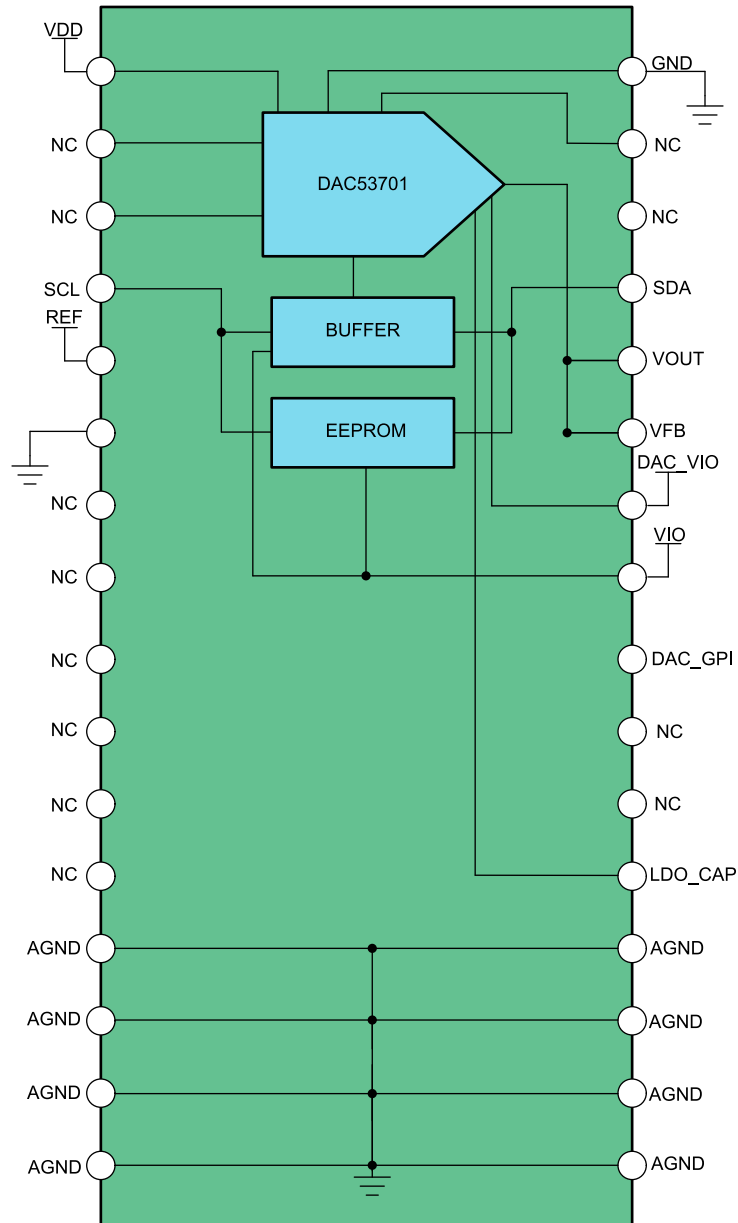 VDD
GND
NC
NC
DAC53701
NC
NC
SCL
SDA
REF
BUFFER
VOUT
EEPROM
VFB
DAC_VIO
NC
VIO
NC
NC
DAC_GPI
NC
NC
NC
NC
NC
LDO_CAP
AGND
AGND
AGND
AGND
AGND
AGND
AGND
AGND